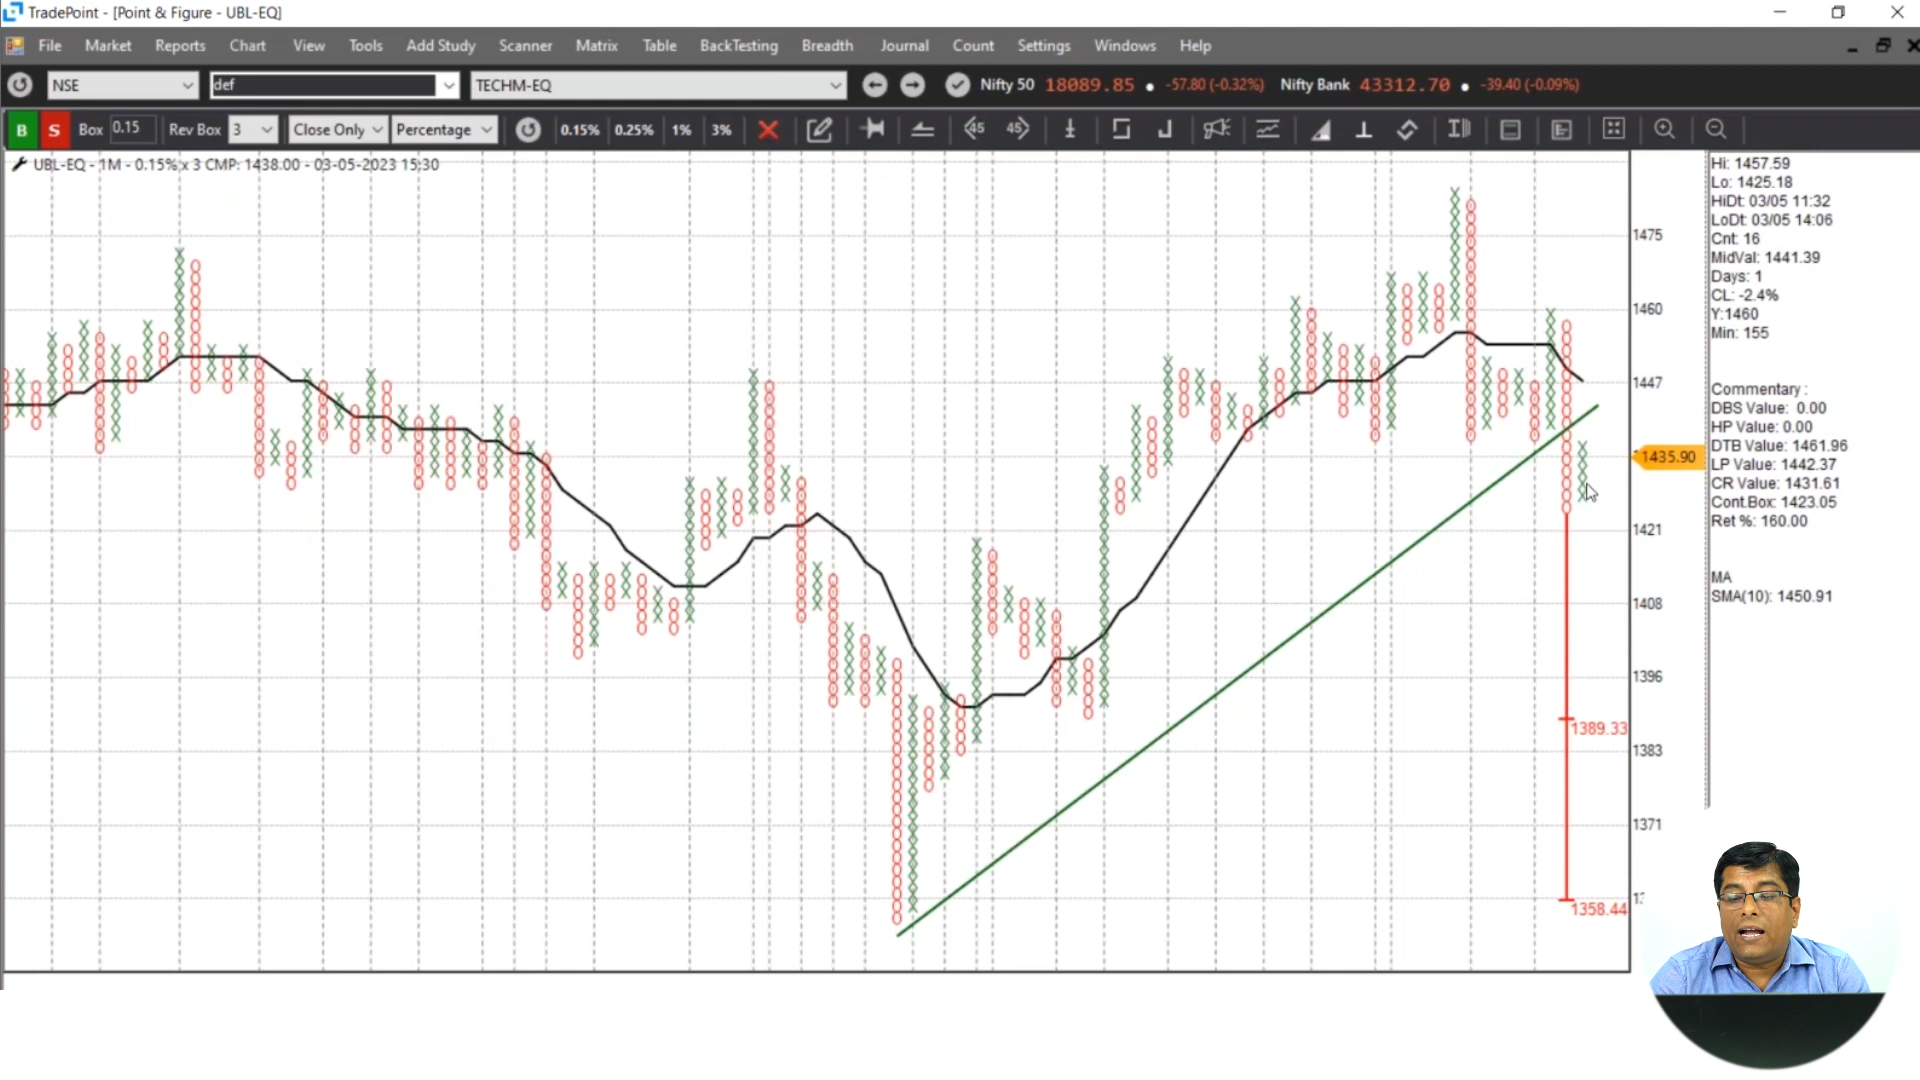 TradePoint - [Point & Figure - UBL-EQ]
File Market Reports Chart View Tools Add Study Scanner Matrix Table BackTesting Breadth Journal Count Settings Windows Help
NSE def TECHM-EQ Nifty 50 18089.85 -57.80 (-0.32%) Nifty Bank 43312.70 -39.40 (-0.09%)
B S Box 0.15 Rev Box 3 Close Only Percentage 0.15% 0.25% 1% 3% 45 45
UBL-EQ - 1M - 0.15% x 3 CMP: 1438.00 - 03-05-2023 15:30
1475
1460
1447
1435.90
1421
1408
1396
1389.33
1383
1371
1358.44
Hi: 1457.59
Lo: 1425.18
HiDt: 03/05 11:32
LoDt: 03/05 14:06
Cnt: 16
MidVal: 1441.39
Days: 1
CL: -2.4%
Y:1460
Min: 155
Commentary :
DBS Value: 0.00
HP Value: 0.00
DTB Value: 1461.96
LP Value: 1442.37
CR Value: 1431.61
Cont.Box: 1423.05
Ret %: 160.00
MA
SMA(10): 1450.91